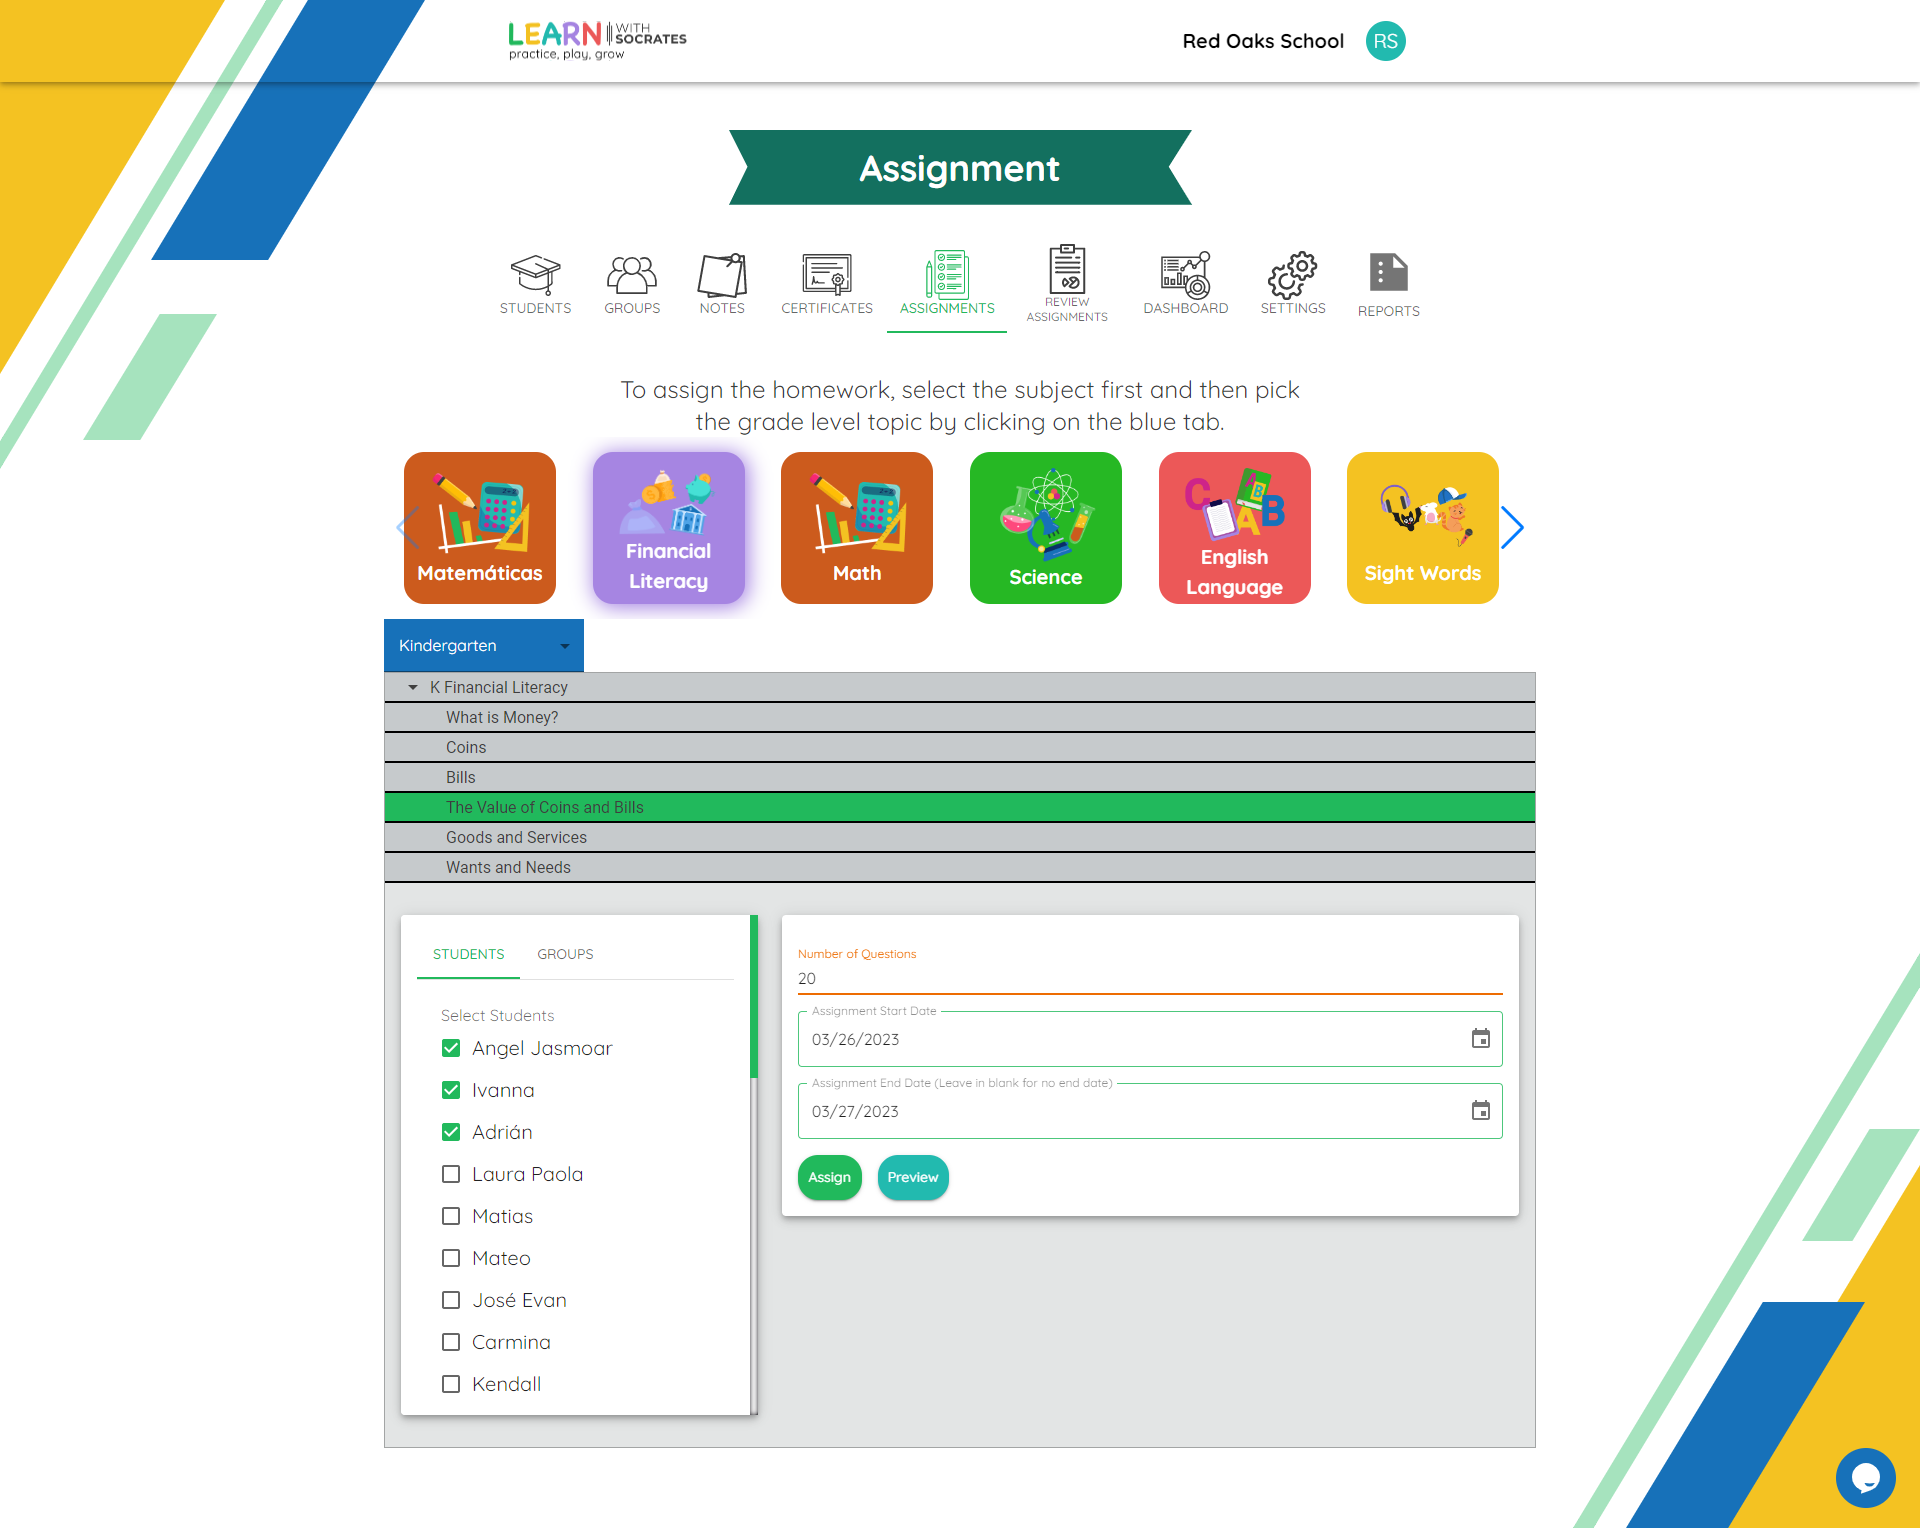 LEARN WITH SOCRATES
practice, play, grow
Red Oaks School RS
Assignment
STUDENTS
GROUPS
NOTES
CERTIFICATES
ASSIGNMENTS
REVIEW
ASSIGNMENTS
DASHBOARD
SETTINGS
REPORTS
To assign the homework, select the subject first and then pick
the grade level topic by clicking on the blue tab.
Matemáticas
Financial
Literacy
Math
Science
C A B
A
B
English
Language
Sight Words
Kindergarten
K Financial Literacy
What is Money?
Coins
Bills
The Value of Coins and Bills
Goods and Services
Wants and Needs
STUDENTS GROUPS
Select Students
Angel Jasmoar
Ivanna
Adrián
Laura Paola
Matias
Mateo
José Evan
Carmina
Kendall
Number of Questions
20
Assignment Start Date
03/26/2023
Assignment End Date (Leave in blank for no end date)
03/27/2023
Assign Preview